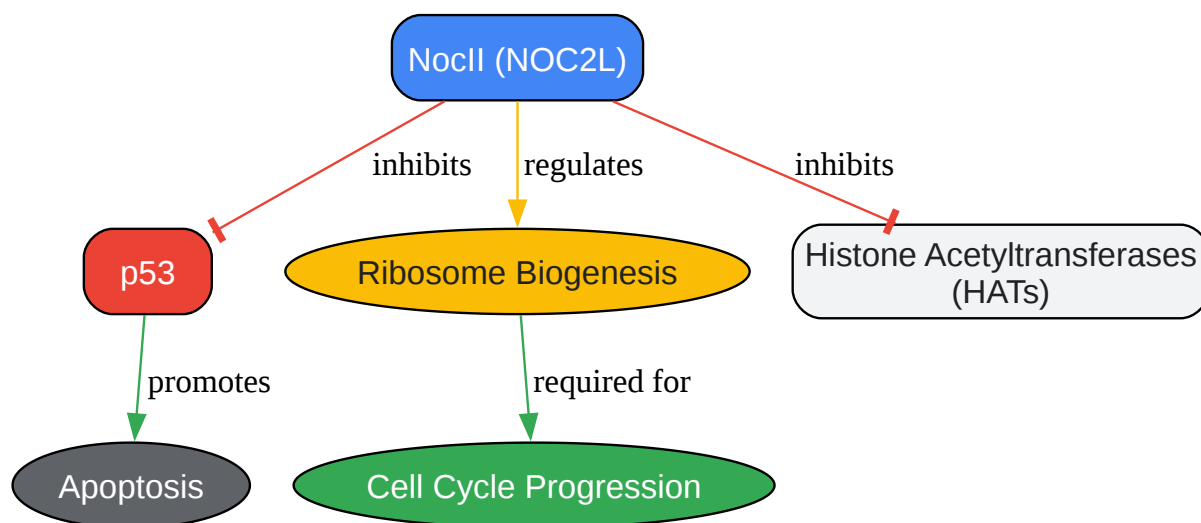 NocII (NOC2L)
inhibits
regulates
inhibits
p53
Ribosome Biogenesis
Histone Acetyltransferases
(HATs)
promotes
required for
Apoptosis
Cell Cycle Progression